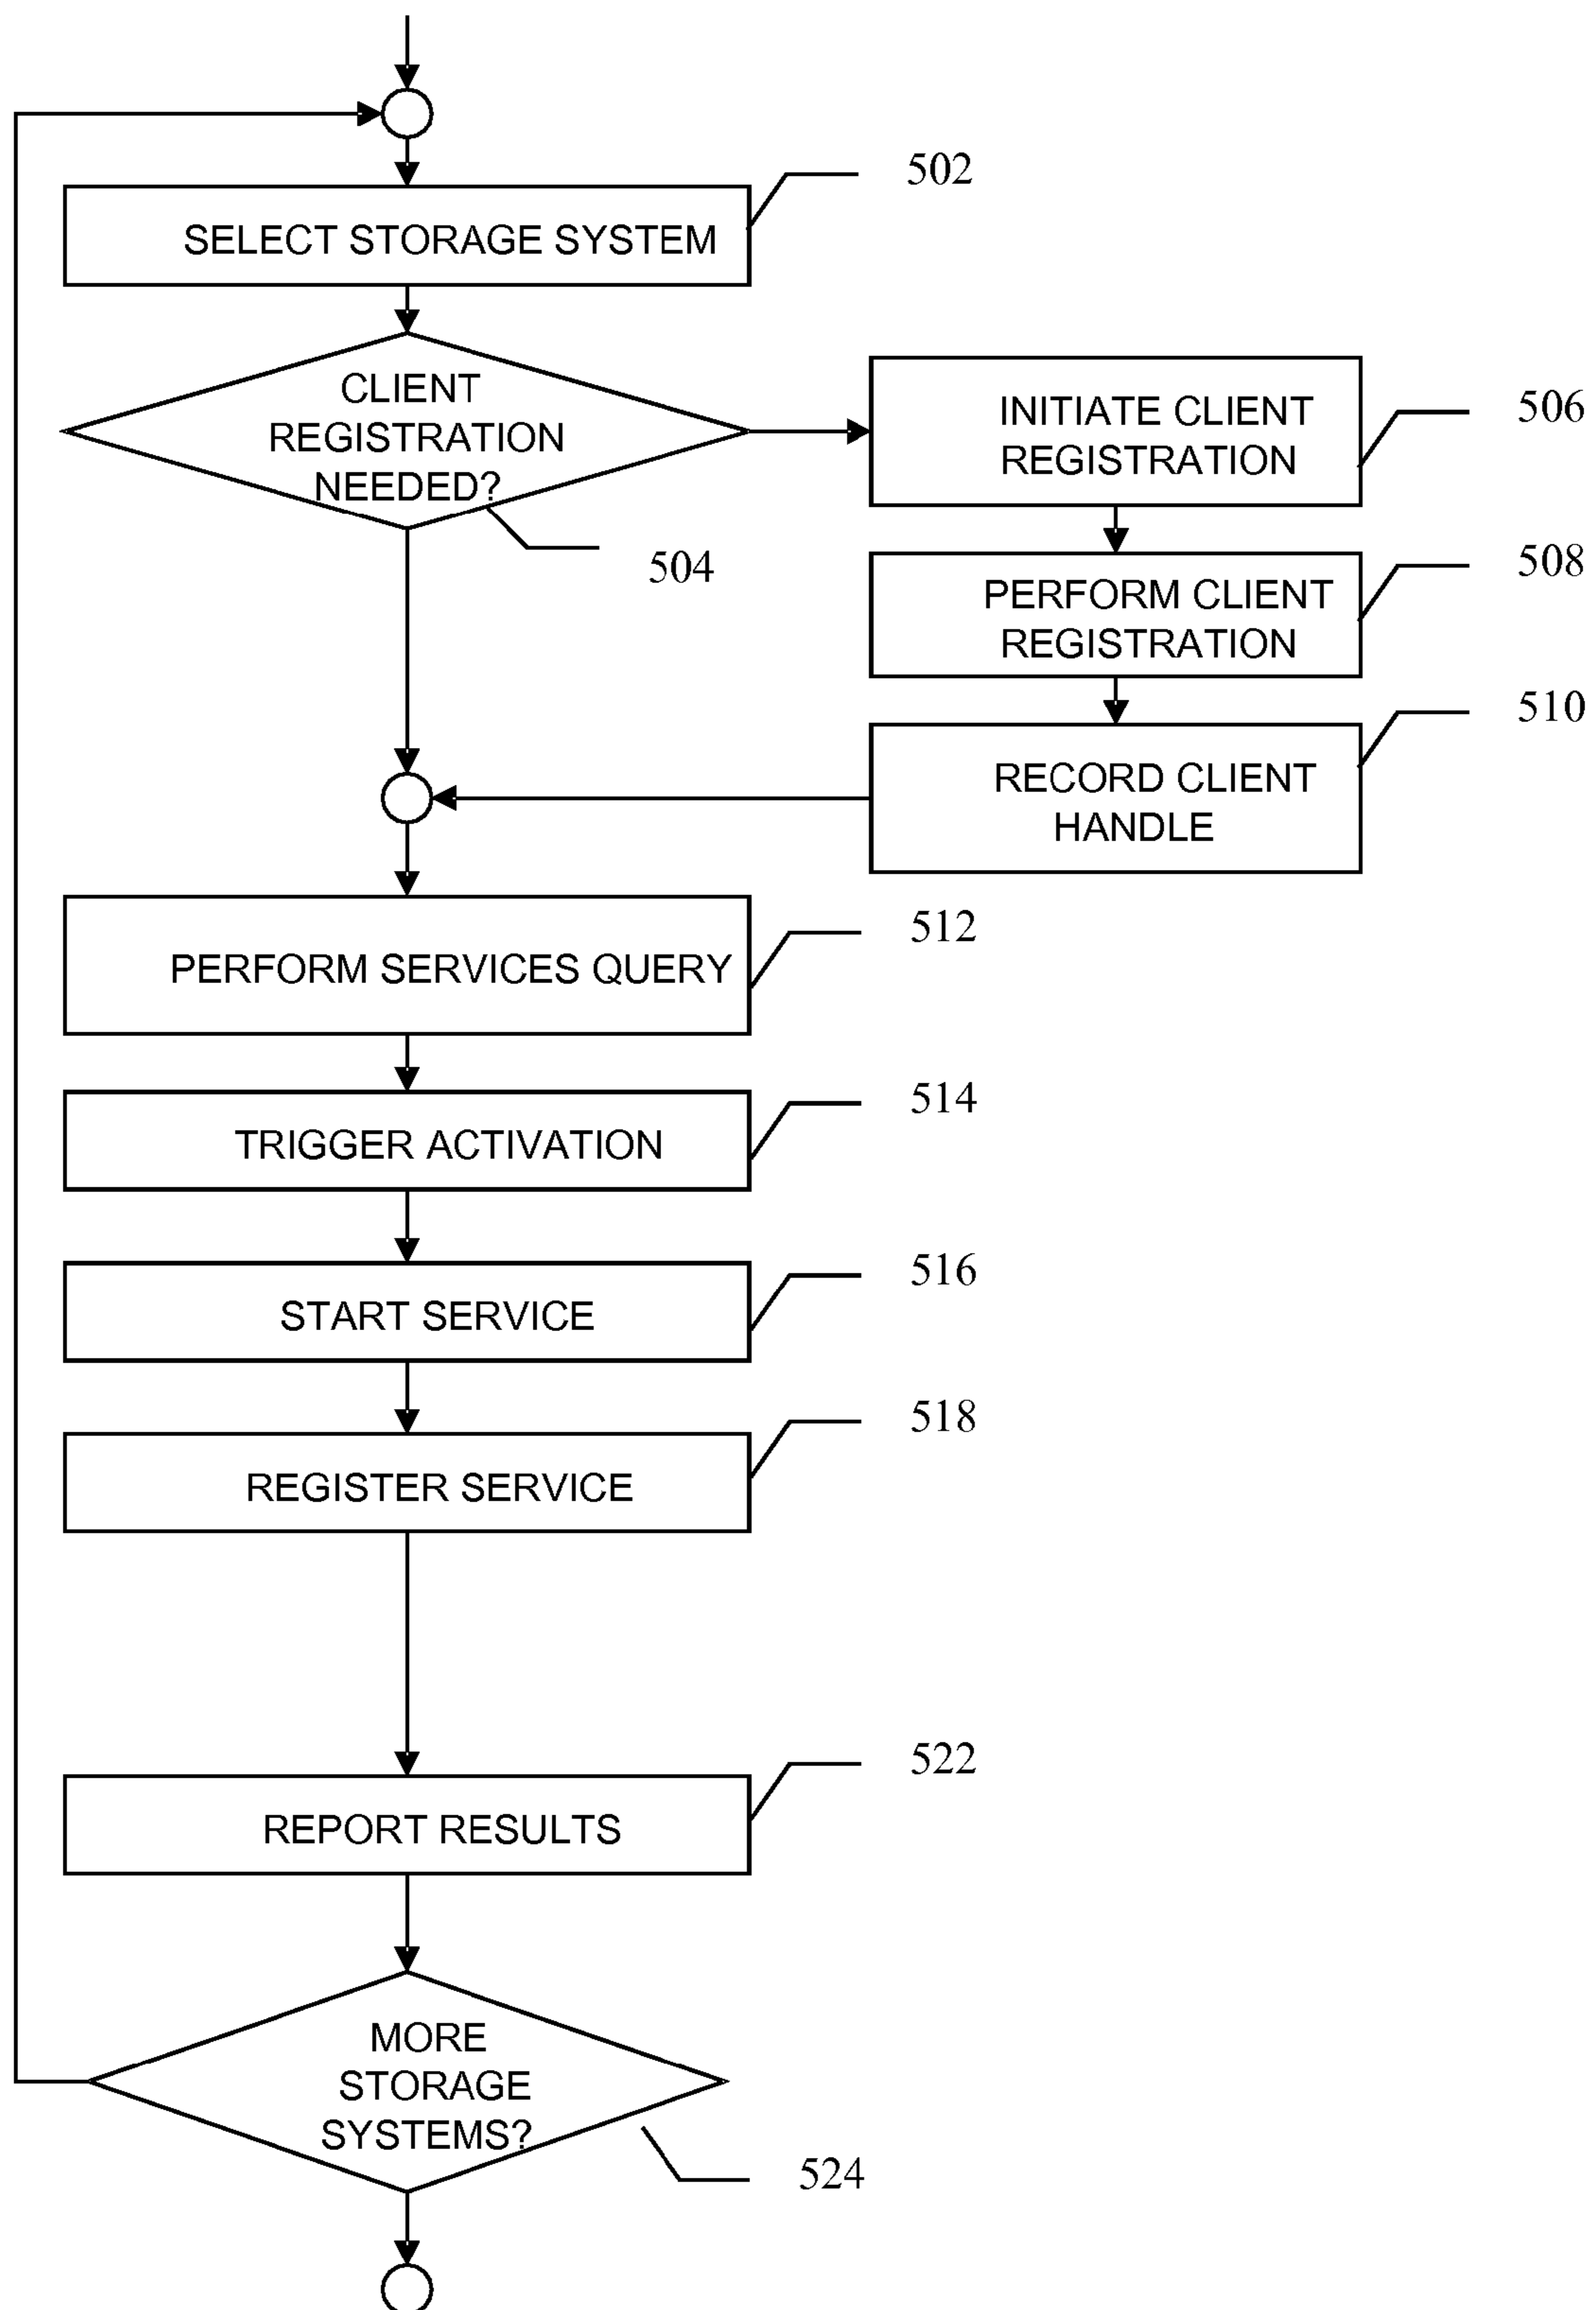 502
SELECT STORAGE SYSTEM
CLIENT
REGISTRATION
NEEDED?
504
INITIATE CLIENT
REGISTRATION
506
PERFORM CLIENT
REGISTRATION
508
RECORD CLIENT
HANDLE
510
PERFORM SERVICES QUERY
512
TRIGGER ACTIVATION
514
START SERVICE
516
REGISTER SERVICE
518
REPORT RESULTS
522
MORE
STORAGE
SYSTEMS?
524